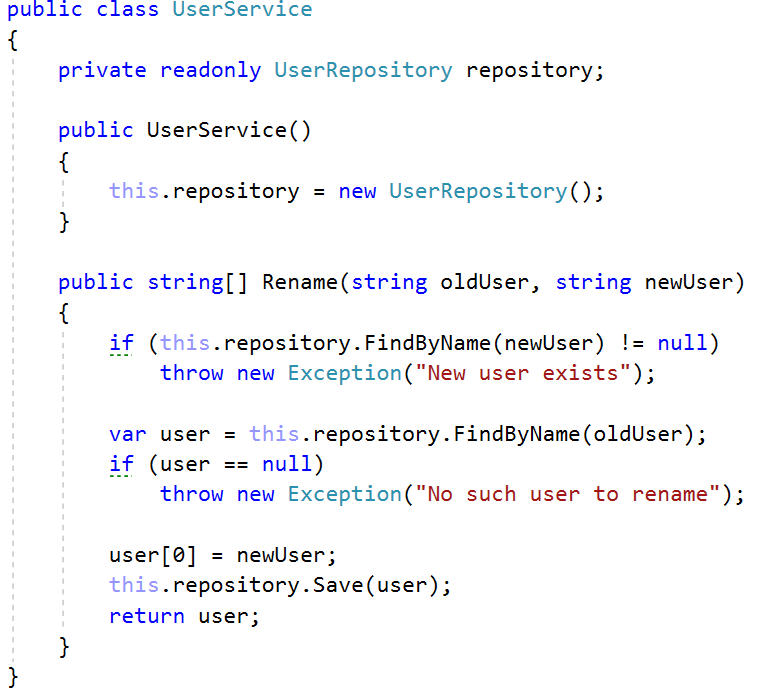 public class UserService
{
    private readonly UserRepository repository;

    public UserService()
    {
        this.repository = new UserRepository();
    }

    public string[] Rename(string oldUser, string newUser)
    {
        if (this.repository.FindByName(newUser) != null)
            throw new Exception("New user exists");

        var user = this.repository.FindByName(oldUser);
        if (user == null)
            throw new Exception("No such user to rename");

        user[0] = newUser;
        this.repository.Save(user);
        return user;
    }
}